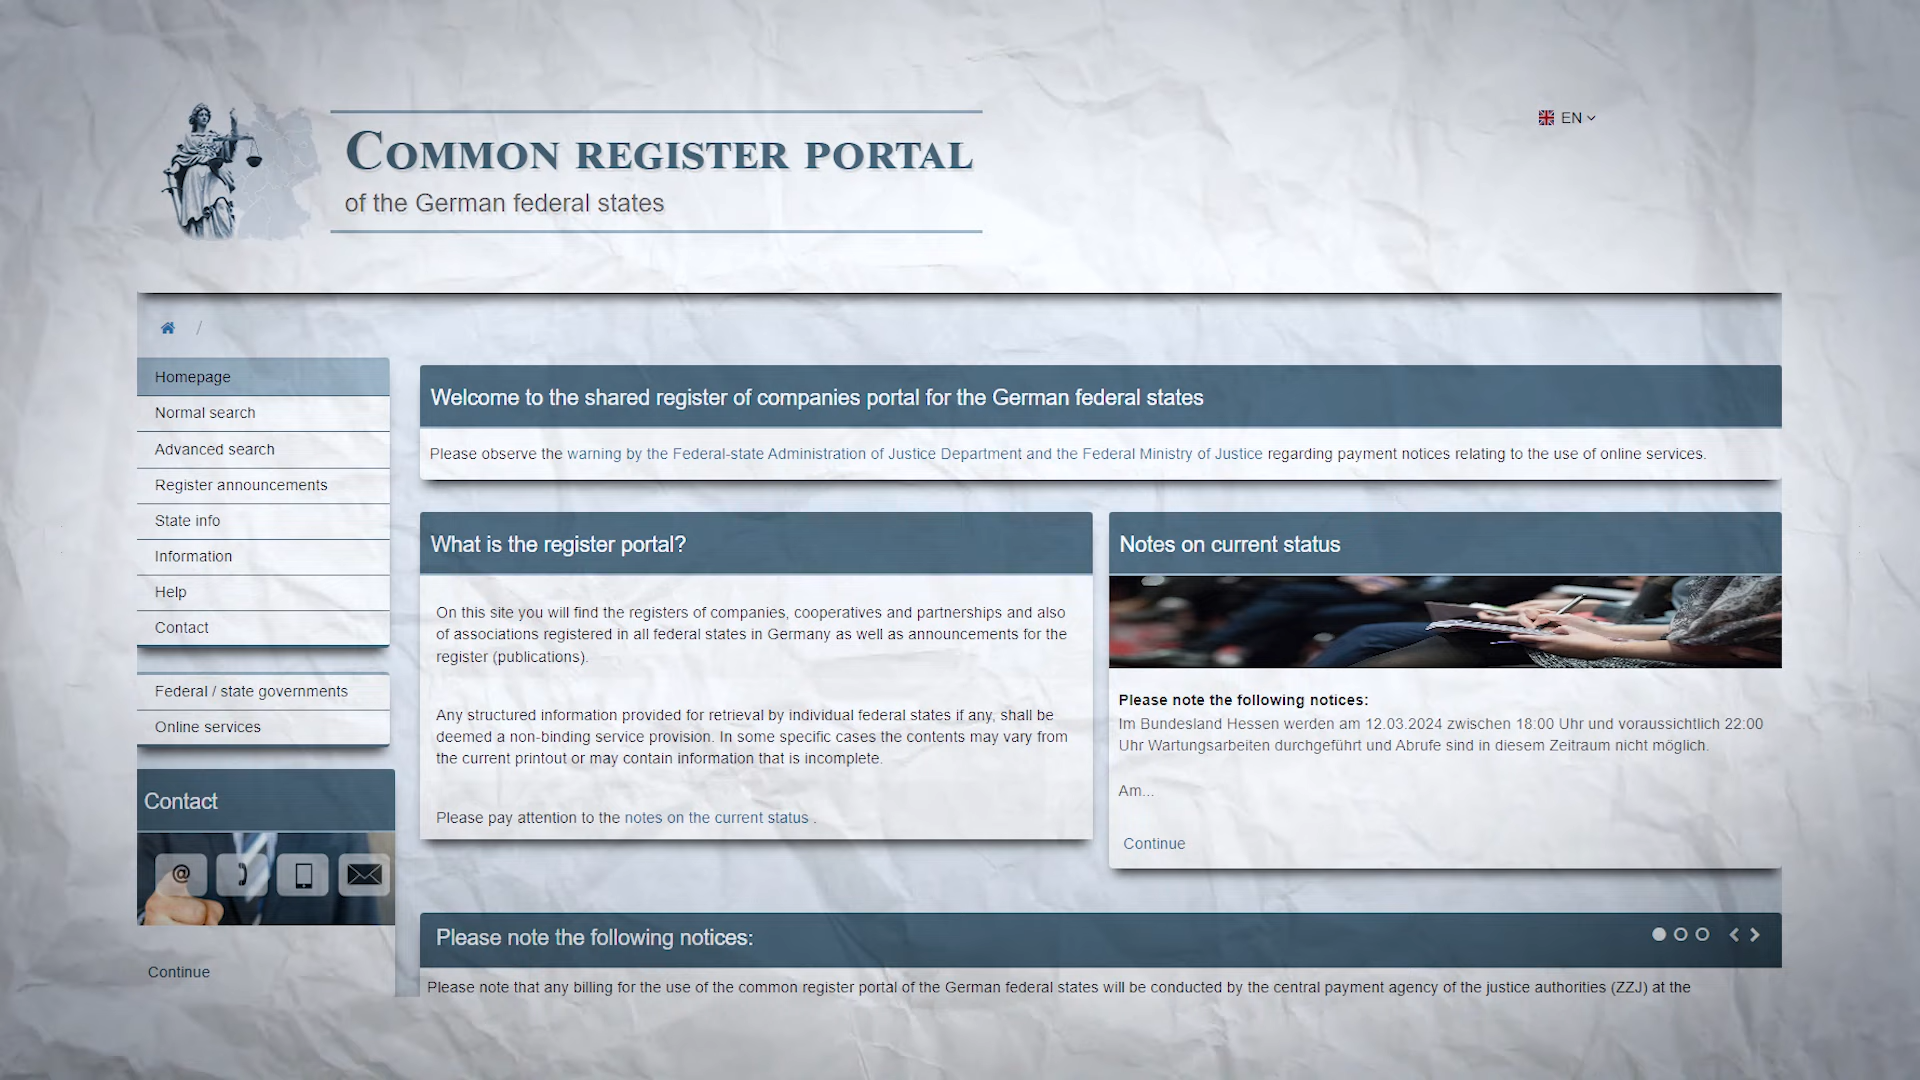 COMMON REGISTER PORTAL
of the German federal states
EN
/
Homepage
Normal search
Advanced search
Register announcements
State info
Information
Help
Contact
Federal / state governments
Online services
Contact
@
Continue
Welcome to the shared register of companies portal for the German federal states
Please observe the warning by the Federal-state Administration of Justice Department and the Federal Ministry of Justice regarding payment notices relating to the use of online services.
What is the register portal?
On this site you will find the registers of companies, cooperatives and partnerships and also
of associations registered in all federal states in Germany as well as announcements for the
register (publications).
Any structured information provided for retrieval by individual federal states if any, shall be
deemed a non-binding service provision. In some specific cases the contents may vary from
the current printout or may contain information that is incomplete.
Please pay attention to the notes on the current status .
Notes on current status
Please note the following notices:
Im Bundesland Hessen werden am 12.03.2024 zwischen 18:00 Uhr und voraussichtlich 22:00
Uhr Wartungsarbeiten durchgeführt und Abrufe sind in diesem Zeitraum nicht möglich.
Am...
Continue
Please note the following notices:
Please note that any billing for the use of the common register portal of the German federal states will be conducted by the central payment agency of the justice authorities (ZZJ) at the